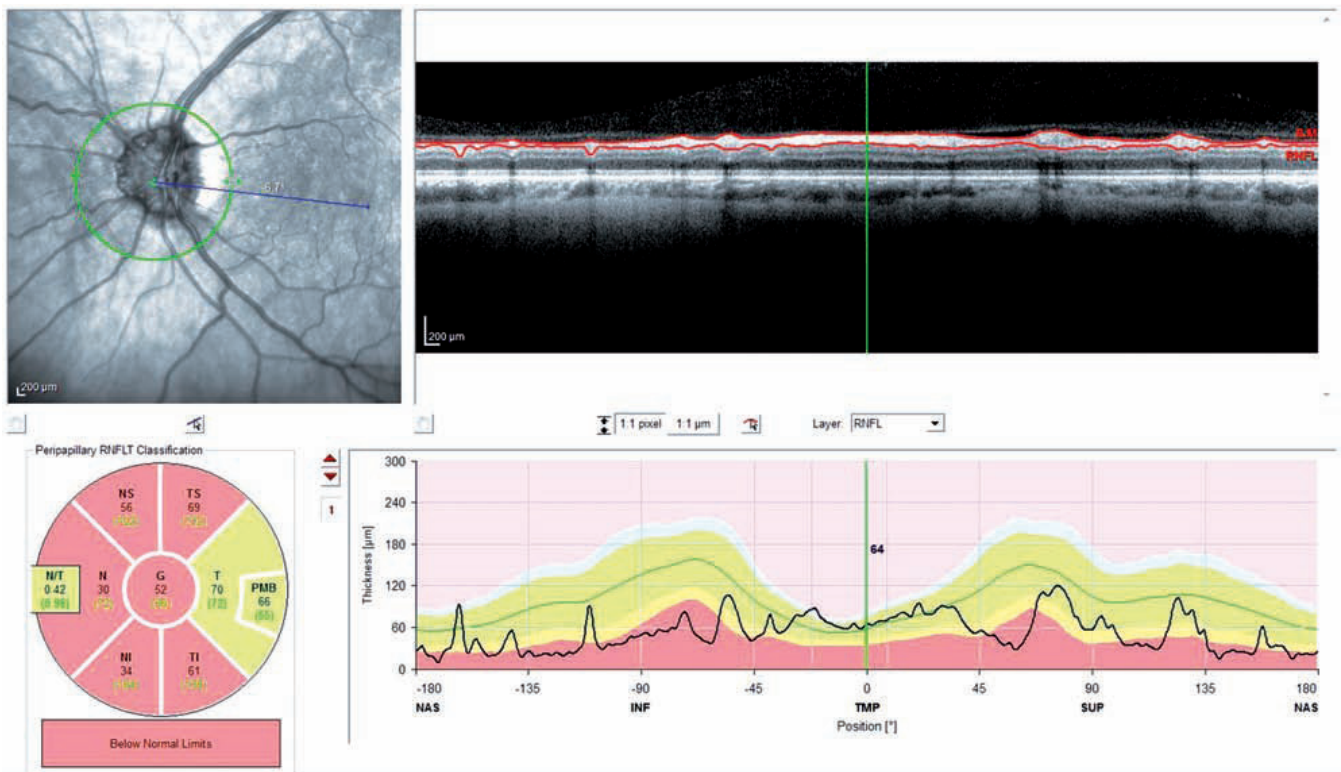 6.7°
200 µm
RNFL
200 µm
1:1 pixel
1:1 µm
Layer:
RNFL
Peripapillary RNFLT Classification
NS
56
TS
69
N/T
0.42
N
30
G
52
T
70
(72)
PMB
66
(55)
NI
34
TI
61
Below Normal Limits
1
Thickness [µm]
300
240
180
120
60
0
64
-180
-135
-90
-45
0
45
90
135
180
NAS
INF
TMP
SUP
NAS
Position [°]